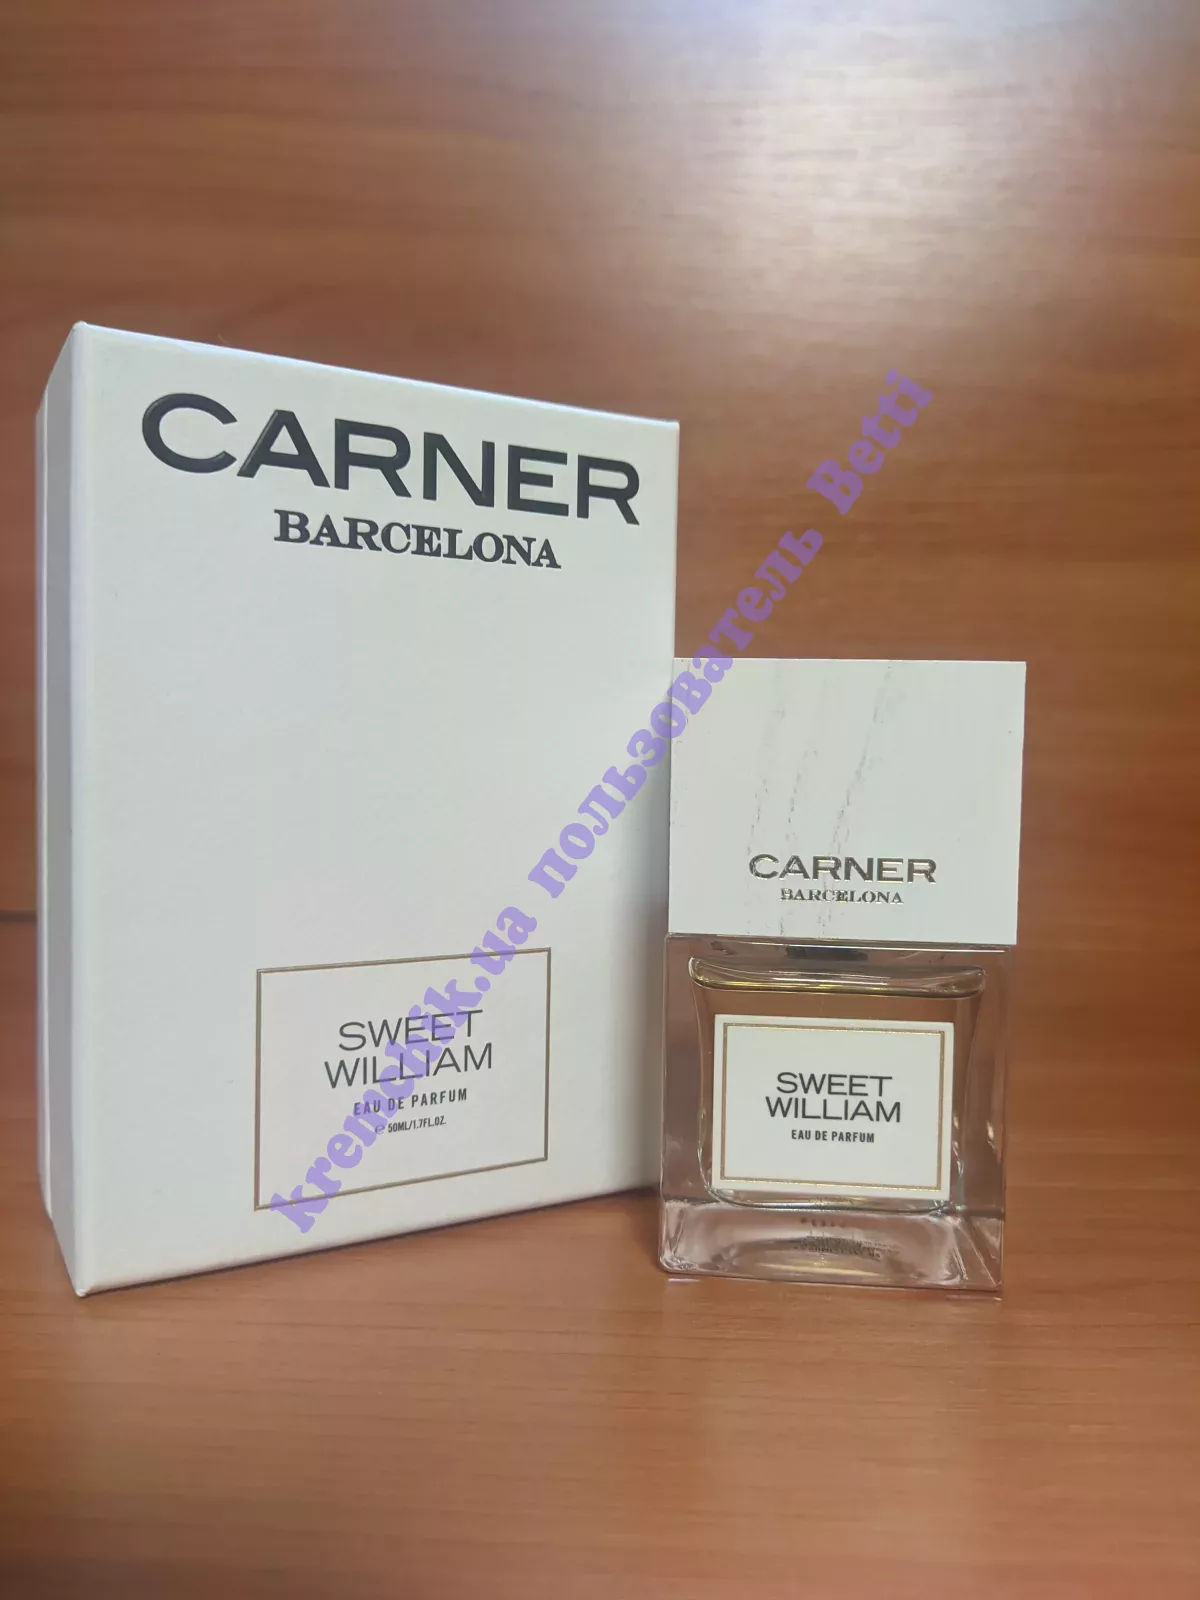 CARNER
BARCELONA
SWEET
WILLIAM
EAU DE PARFUM
℮ 50ML/1.7FL.OZ.
CARNER
BARCELONA
SWEET
WILLIAM
EAU DE PARFUM
kremchik.ua пользователь Betti